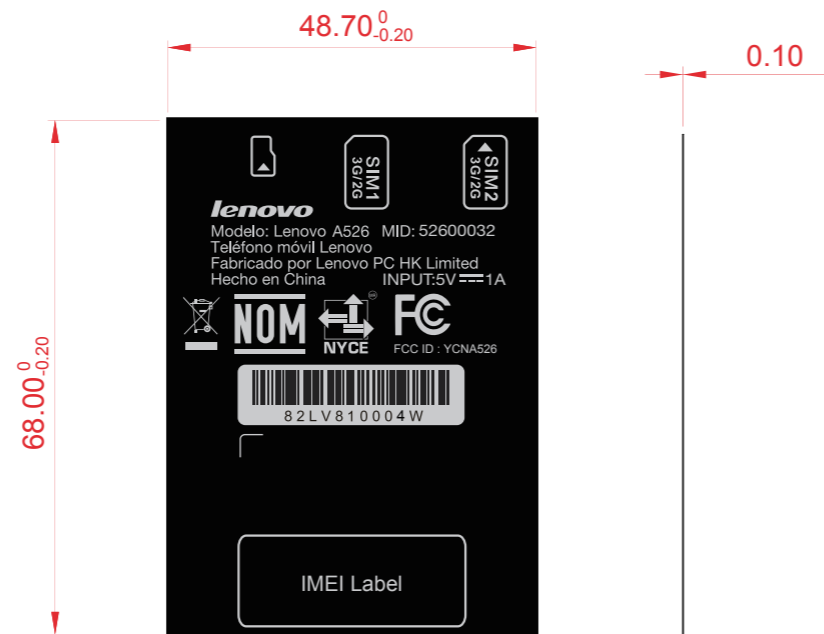 48.70 0 -0.20
0.10
68.00 0 -0.20
SIM1
3G/2G
SIM2
3G/2G
lenovo
Modelo: Lenovo A526 MID: 52600032
Teléfono móvil Lenovo
Fabricado por Lenovo PC HK Limited
Hecho en China INPUT:5V 1A
NOM
NYCE
FC
FCC ID : YCNA526
82LV810004W
IMEI Label